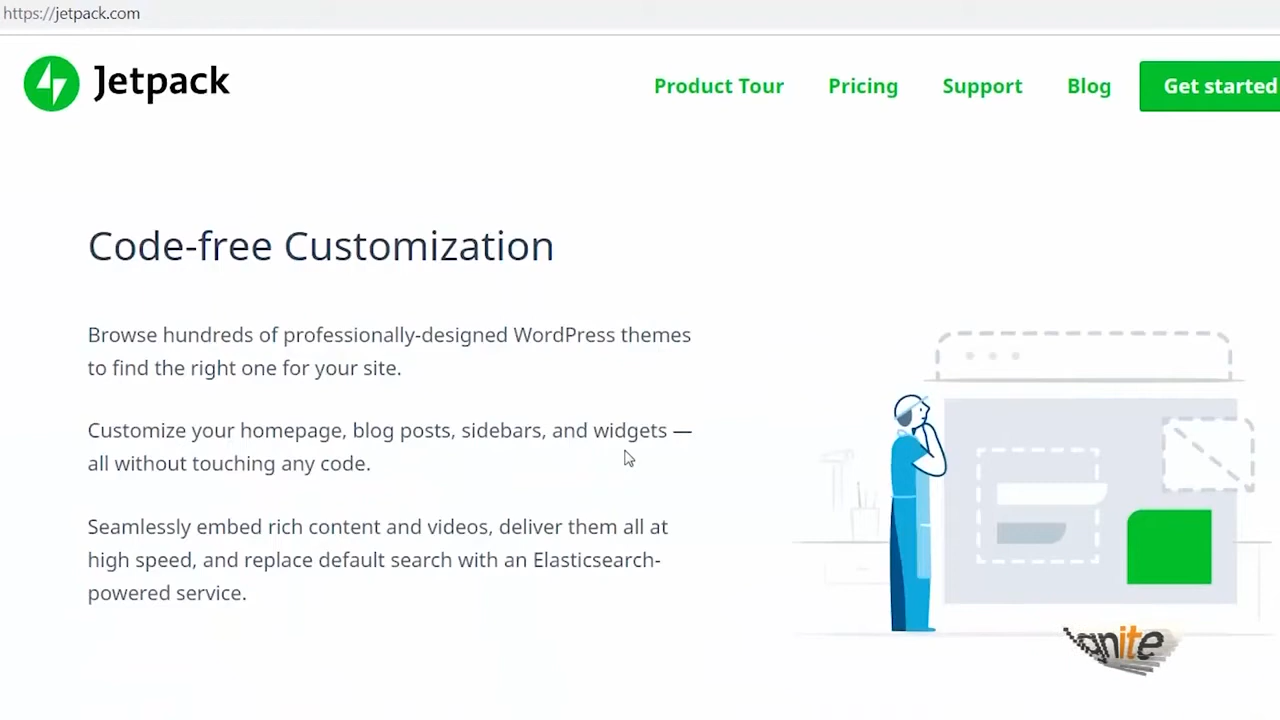 https://jetpack.com
Jetpack
Product Tour
Pricing
Support
Blog
Get started
Code-free Customization
Browse hundreds of professionally-designed WordPress themes
to find the right one for your site.
Customize your homepage, blog posts, sidebars, and widgets —
all without touching any code.
Seamlessly embed rich content and videos, deliver them all at
high speed, and replace default search with an Elasticsearch-
powered service.
ignite